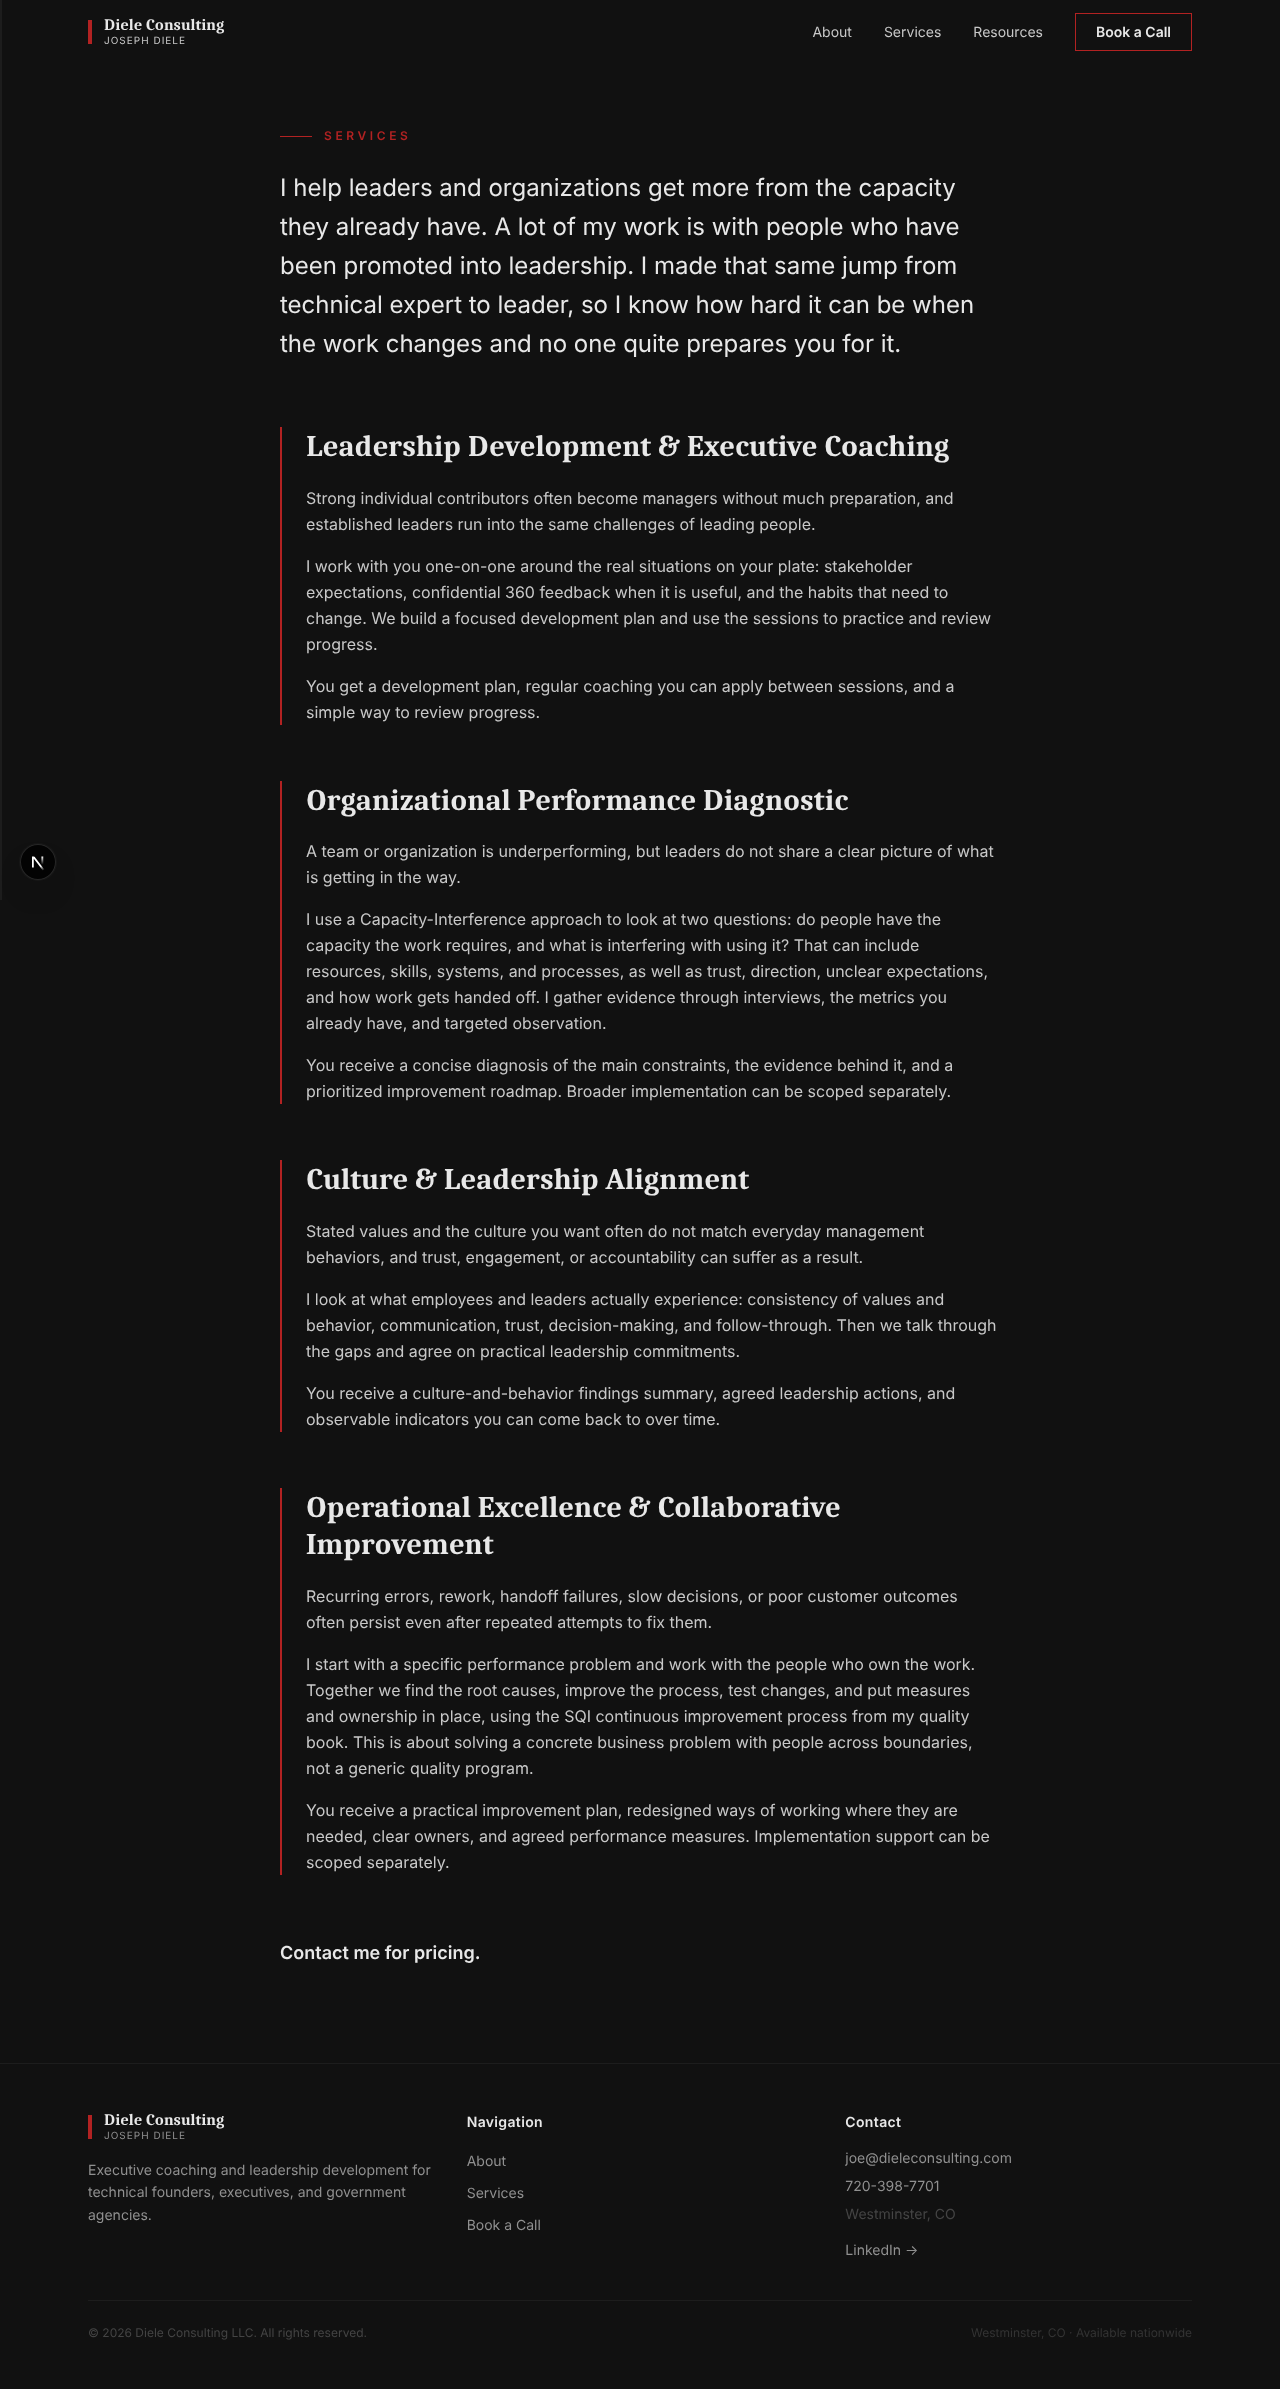 Diele Consulting
JOSEPH DIELE
About
Services
Resources
Book a Call
SERVICES
I help leaders and organizations get more from the capacity
they already have. A lot of my work is with people who have
been promoted into leadership. I made that same jump from
technical expert to leader, so I know how hard it can be when
the work changes and no one quite prepares you for it.
Leadership Development & Executive Coaching
Strong individual contributors often become managers without much preparation, and
established leaders run into the same challenges of leading people.
I work with you one-on-one around the real situations on your plate: stakeholder
expectations, confidential 360 feedback when it is useful, and the habits that need to
change. We build a focused development plan and use the sessions to practice and review
progress.
You get a development plan, regular coaching you can apply between sessions, and a
simple way to review progress.
Organizational Performance Diagnostic
A team or organization is underperforming, but leaders do not share a clear picture of what
is getting in the way.
I use a Capacity-Interference approach to look at two questions: do people have the
capacity the work requires, and what is interfering with using it? That can include
resources, skills, systems, and processes, as well as trust, direction, unclear expectations,
and how work gets handed off. I gather evidence through interviews, the metrics you
already have, and targeted observation.
You receive a concise diagnosis of the main constraints, the evidence behind it, and a
prioritized improvement roadmap. Broader implementation can be scoped separately.
N
Culture & Leadership Alignment
Stated values and the culture you want often do not match everyday management
behaviors, and trust, engagement, or accountability can suffer as a result.
I look at what employees and leaders actually experience: consistency of values and
behavior, communication, trust, decision-making, and follow-through. Then we talk through
the gaps and agree on practical leadership commitments.
You receive a culture-and-behavior findings summary, agreed leadership actions, and
observable indicators you can come back to over time.
Operational Excellence & Collaborative
Improvement
Recurring errors, rework, handoff failures, slow decisions, or poor customer outcomes
often persist even after repeated attempts to fix them.
I start with a specific performance problem and work with the people who own the work.
Together we find the root causes, improve the process, test changes, and put measures
and ownership in place, using the SQI continuous improvement process from my quality
book. This is about solving a concrete business problem with people across boundaries,
not a generic quality program.
You receive a practical improvement plan, redesigned ways of working where they are
needed, clear owners, and agreed performance measures. Implementation support can be
scoped separately.
Contact me for pricing.
Diele Consulting
JOSEPH DIELE
Executive coaching and leadership development for
technical founders, executives, and government
agencies.
Navigation
About
Services
Book a Call
Contact
joe@dieleconsulting.com
720-398-7701
Westminster, CO
LinkedIn →
© 2026 Diele Consulting LLC. All rights reserved.
Westminster, CO · Available nationwide